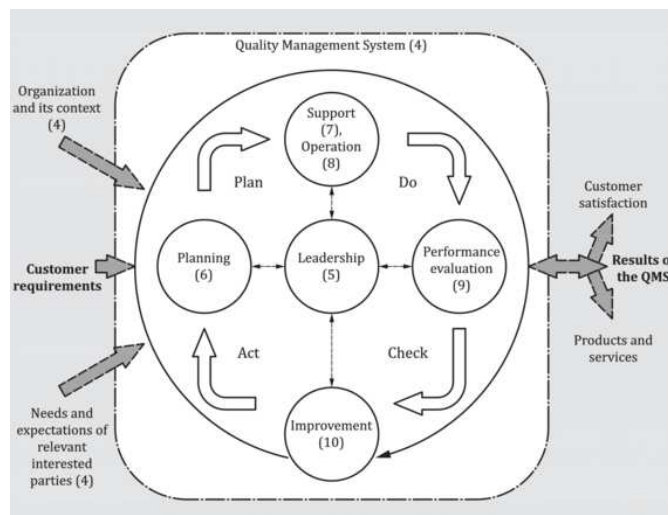 Quality Management System (4)
Organization
and its context
(4)
Support
(7),
Operation
(8)
Plan
Do
Customer
satisfaction
Customer
requirements
Planning
(6)
Leadership
(5)
Performance
evaluation
(9)
Results o
the QMS
Act
Check
Products and
services
Needs and
expectations of
relevant
interested
parties (4)
Improvement
(10)